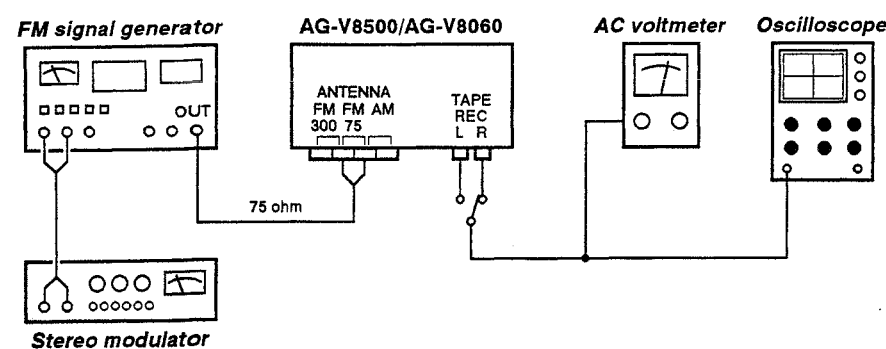 FM signal generator
AG-V8500/AG-V8060
AC voltmeter
Oscilloscope
OUT
ANTENNA
FM FM AM
300 75
TAPE
REC
L R
75 ohm
Stereo modulator